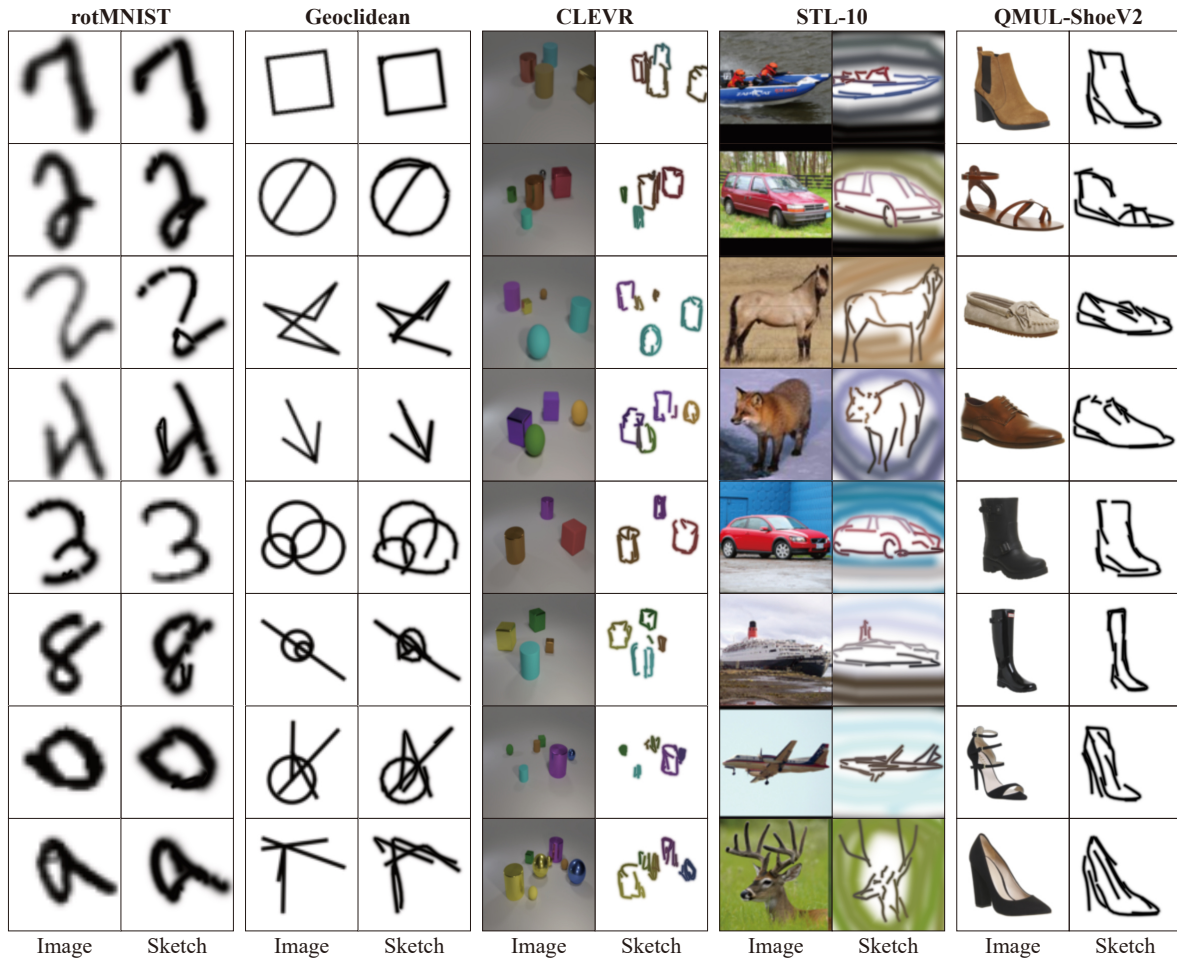 rotMNIST Geoclidean CLEVR STL-10 QMUL-ShoeV2
Image Sketch Image Sketch Image Sketch Image Sketch Image Sketch